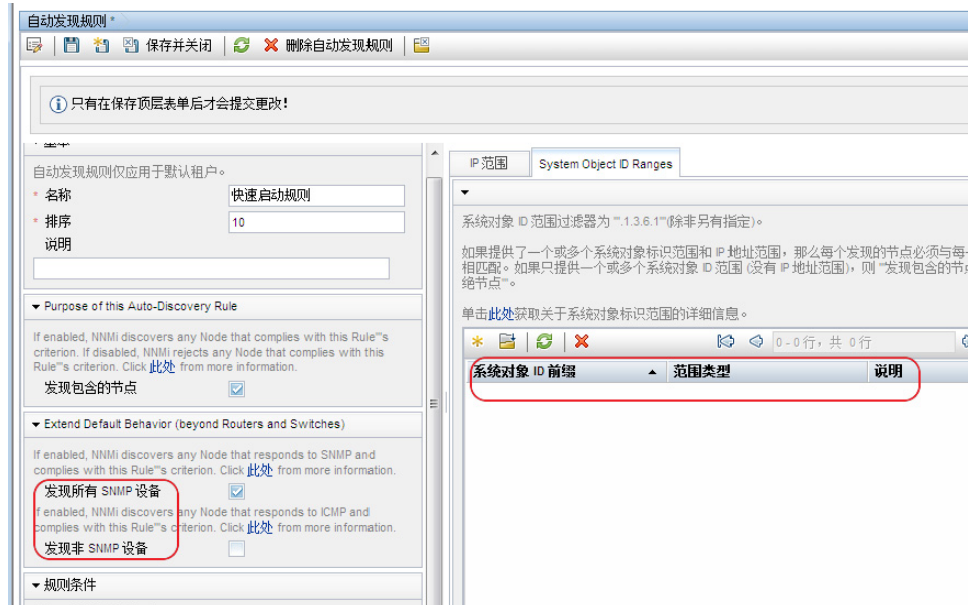 自动发现规则 *
保存并关闭 删除自动发现规则
只有在保存顶层表单后才会提交更改!
自动发现规则仅应用于默认租户。
* 名称 快速启动规则
* 排序 10
说明
Purpose of this Auto-Discovery Rule
If enabled, NNMi discovers any Node that complies with this Rule"'s
criterion. If disabled, NNMi rejects any Node that complies with this
Rule"'s criterion. Click 此处 from more information.
发现包含的节点
Extend Default Behavior (beyond Routers and Switches)
If enabled, NNMi discovers any Node that responds to SNMP and
complies with this Rule"'s criterion. Click 此处 from more information.
发现所有 SNMP 设备
If enabled, NNMi discovers any Node that responds to ICMP and
complies with this Rule"'s criterion. Click 此处 from more information.
发现非 SNMP 设备
规则条件
IP 范围 System Object ID Ranges
系统对象 ID 范围过滤器为 "".1.3.6.1""(除非另有指定)。
如果提供了一个或多个系统对象标识范围和 IP 地址范围，那么每个发现的节点必须与每一
相匹配。如果只提供一个或多个系统对象 ID 范围 (没有 IP 地址范围)，则 ""发现包含的节点
绝节点""。
单击此处获取关于系统对象标识范围的详细信息。
0 - 0 行，共 0 行
系统对象 ID 前缀 范围类型 说明